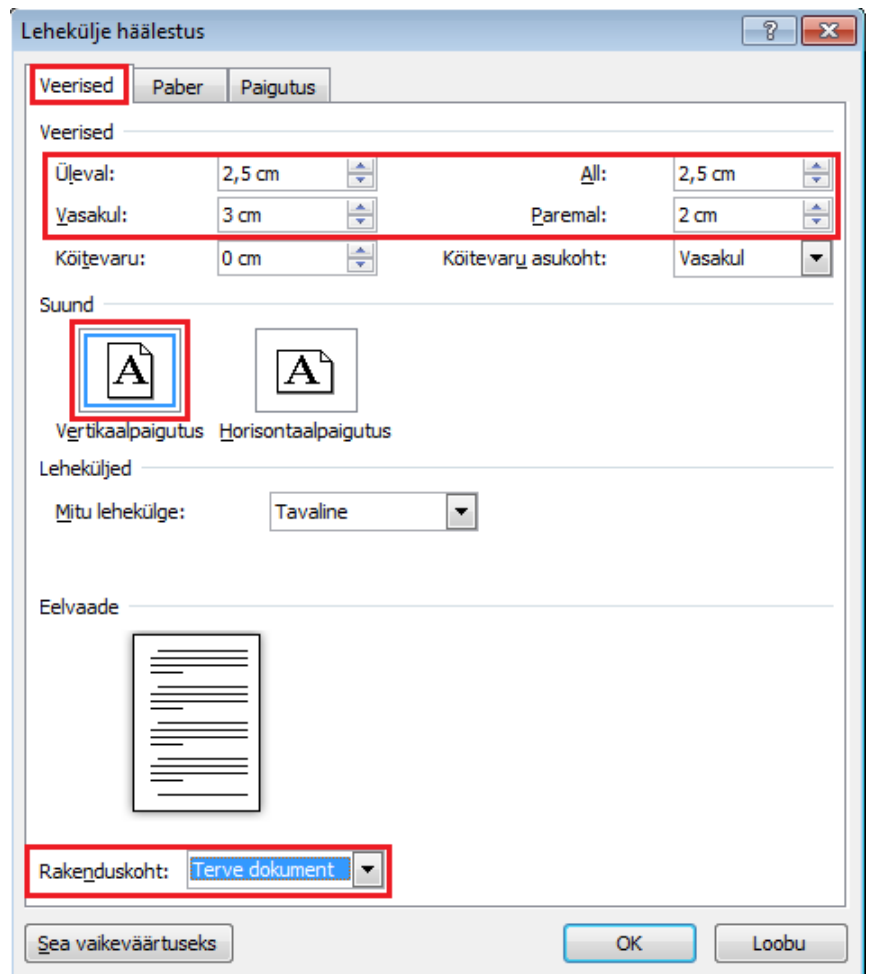 Lehekülje häälestus
Veerised Paber Paigutus
Veerised
Üleval: 2,5 cm All: 2,5 cm
Vasakul: 3 cm Paremal: 2 cm
Köitevaru: 0 cm Köitevaru asukoht: Vasakul
Suund
A A
Vertikaalpaigutus Horisontaalpaigutus
Leheküljed
Mitu lehekülge: Tavaline
Eelvaade
Rakenduskoht: Terve dokument
Sea vaikeväärtuseks OK Loobu